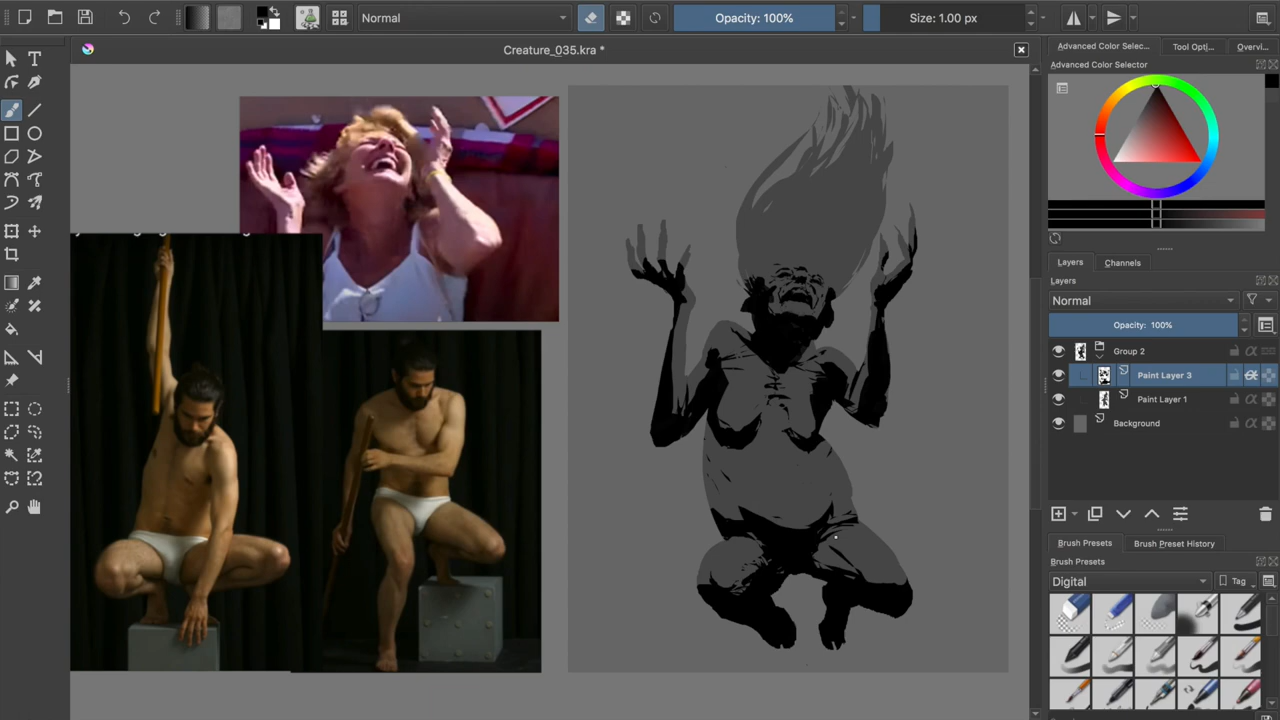 Normal
Opacity: 100%
Size: 1.00 px
Creature_035.kra *
Advanced Color Selec...
Tool Opti...
Overvi...
Advanced Color Selector
Layers
Channels
Layers
Normal
Opacity: 100%
Group 2
Paint Layer 3
Paint Layer 1
Background
Brush Presets
Brush Preset History
Brush Presets
Digital
Tag